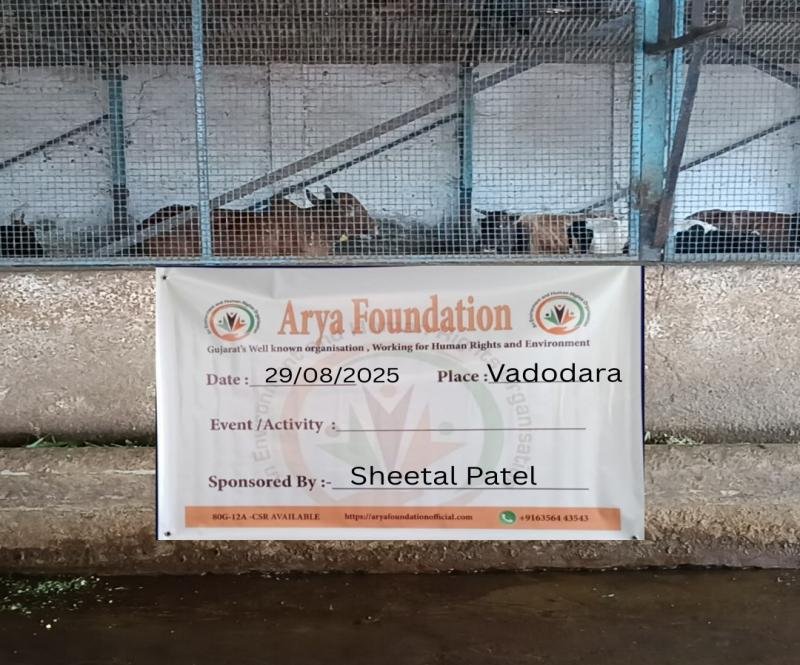 Arya Foundation
Gujarat's Well known organisation , Working for Human Rights and Environment
Date : 29/08/2025 Place : Vadodara
Event /Activity :
Sponsored By :- Sheetal Patel
80G-12A -CSR AVAILABLE https://aryafoundationofficial.com +9163564 43543